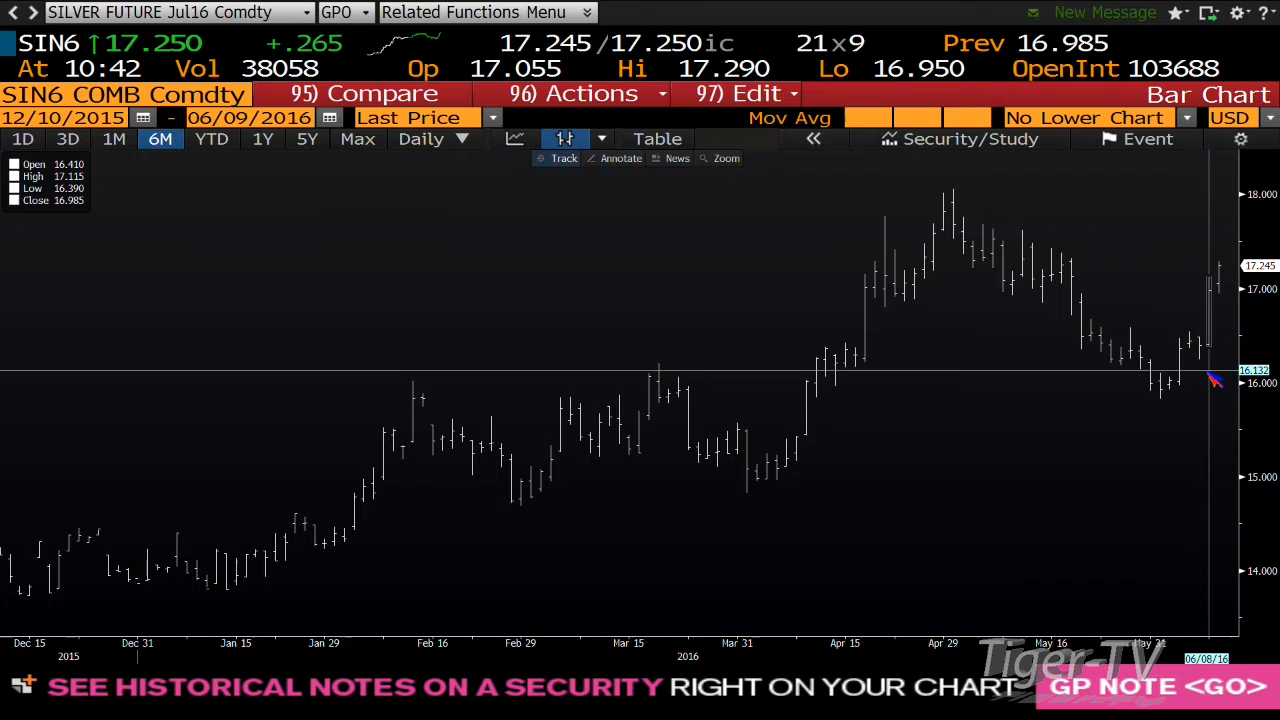 SILVER FUTURE Jul16 Comdty GPO Related Functions Menu New Message
SIN6 ↑17.250 +.265 17.245/17.250ic 21x9 Prev 16.985
At 10:42 Vol 38058 Op 17.055 Hi 17.290 Lo 16.950 OpenInt 103688
SIN6 COMB Comdty 95) Compare 96) Actions 97) Edit Bar Chart
12/10/2015 - 06/09/2016 Last Price Mov Avg No Lower Chart USD
1D 3D 1M 6M YTD 1Y 5Y Max Daily Table Security/Study Event
Track Annotate News Zoom
Open 16.410
High 17.115
Low 16.390
Close 16.985
18.000
17.245
17.000
16.132
16.000
15.000
14.000
Dec 15 Dec 31 Jan 15 Jan 29 Feb 16 Feb 29 Mar 15 Mar 31 Apr 15 Apr 29 May 16 May 31
2015 2016 06/08/16
Tiger-TV
SEE HISTORICAL NOTES ON A SECURITY RIGHT ON YOUR CHART GP NOTE <GO>